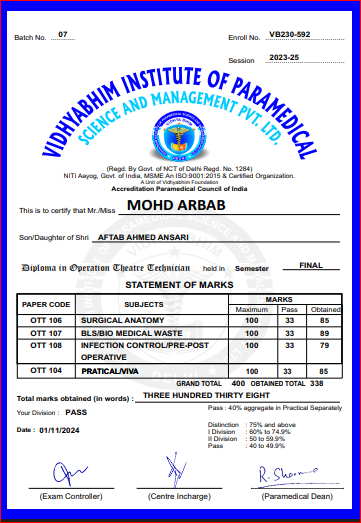 Batch No. 07
Enroll No. VB230-592
Session 2023-25
VIDHYABHIM INSTITUTE OF PARAMEDICAL
SCIENCE AND MANAGEMENT PVT. LTD.
(Regd. By Govt. of NCT of Delhi Regd. No. 1284)
NITI Aayog, Govt. of India, MSME An ISO:9001:2015 & Certified Organization.
A Unit of Vidhyabhim Foundation
Accreditation Paramedical Council of India
This is to certify that Mr./Miss MOHD ARBAB
Son/Daughter of Shri AFTAB AHMED ANSARI
Diploma in Operation Theatre Technician held in Semester FINAL
STATEMENT OF MARKS
PAPER CODE SUBJECTS MARKS
Maximum Pass Obtained
OTT 106 SURGICAL ANATOMY 100 33 85
OTT 107 BLS/BIO MEDICAL WASTE 100 33 89
OTT 108 INFECTION CONTROL/PRE-POST OPERATIVE 100 33 79
OTT 104 PRATICAL/VIVA 100 33 85
GRAND TOTAL 400 OBTAINED TOTAL 338
Total marks obtained (in words) : THREE HUNDRED THIRTY EIGHT
Your Division : PASS
Pass : 40% aggregate in Practical Separately
Date : 01/11/2024
Distinction : 75% and above
I Division : 60% to 74.9%
II Division : 50 to 59.9%
Pass : 40 to 49.9%
R. Sharma
(Exam Controller) (Centre Incharge) (Paramedical Dean)